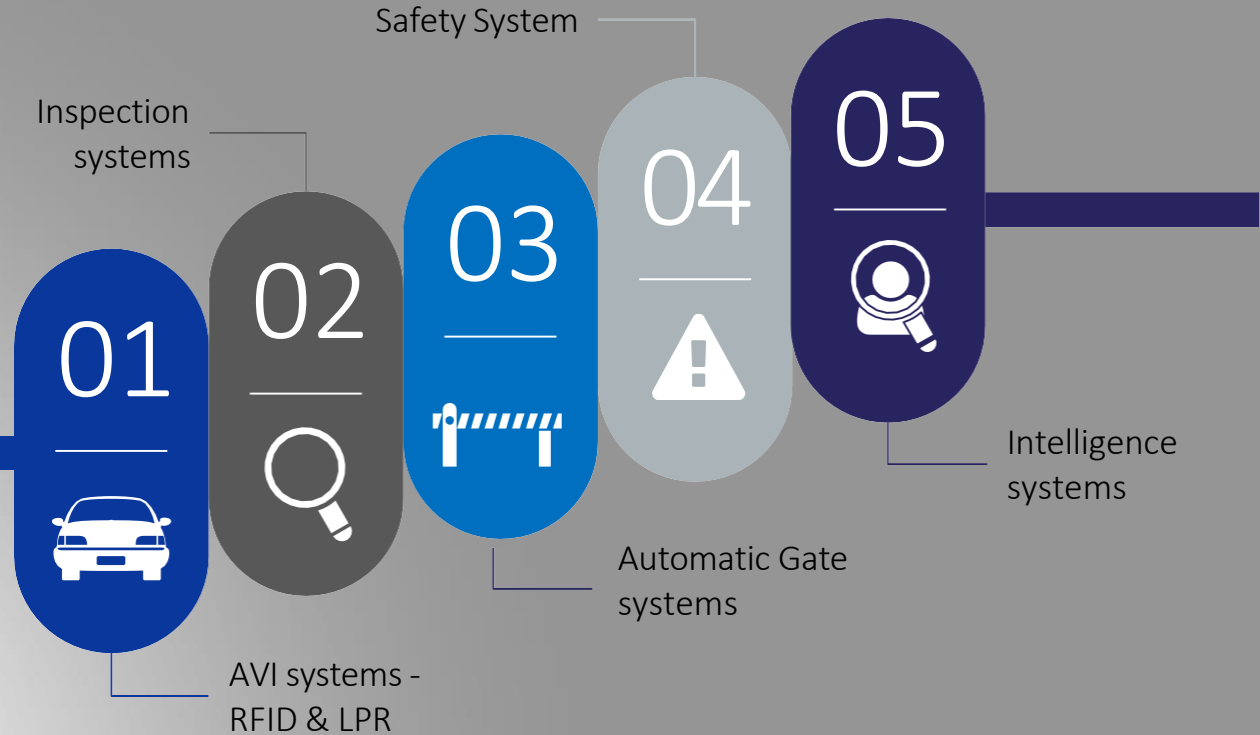 01
AVI systems -
RFID & LPR
02
Inspection
systems
03
Automatic Gate
systems
04
Safety System
05
Intelligence
systems